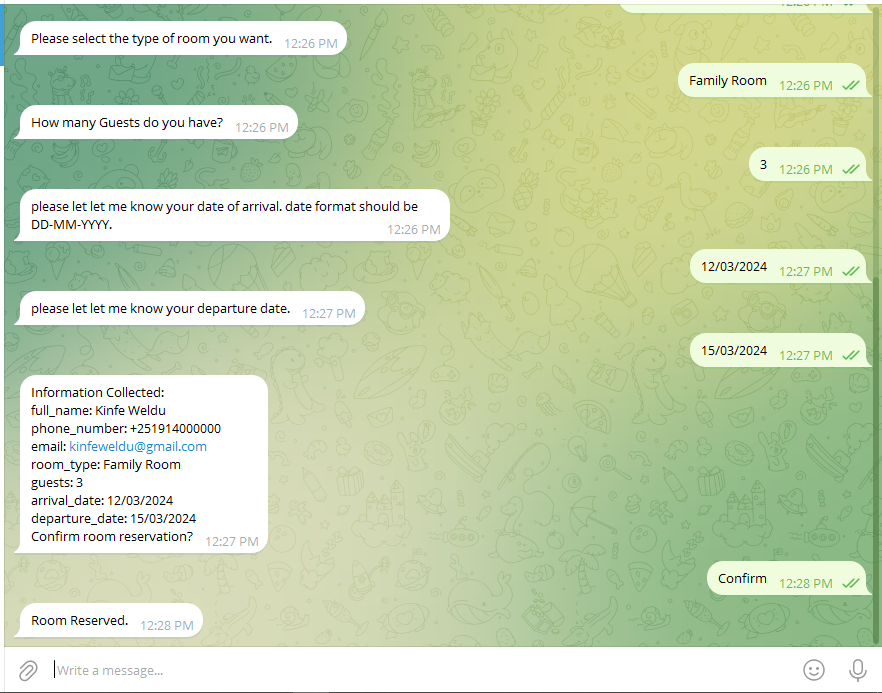 Please select the type of room you want. 12:26 PM
Family Room 12:26 PM
How many Guests do you have? 12:26 PM
3 12:26 PM
please let let me know your date of arrival. date format should be
DD-MM-YYYY. 12:26 PM
12/03/2024 12:27 PM
please let let me know your departure date. 12:27 PM
15/03/2024 12:27 PM
Information Collected:
full_name: Kinfe Weldu
phone_number: +251914000000
email: kinfeweldu@gmail.com
room_type: Family Room
guests: 3
arrival_date: 12/03/2024
departure_date: 15/03/2024
Confirm room reservation? 12:27 PM
Confirm 12:28 PM
Room Reserved. 12:28 PM
Write a message...